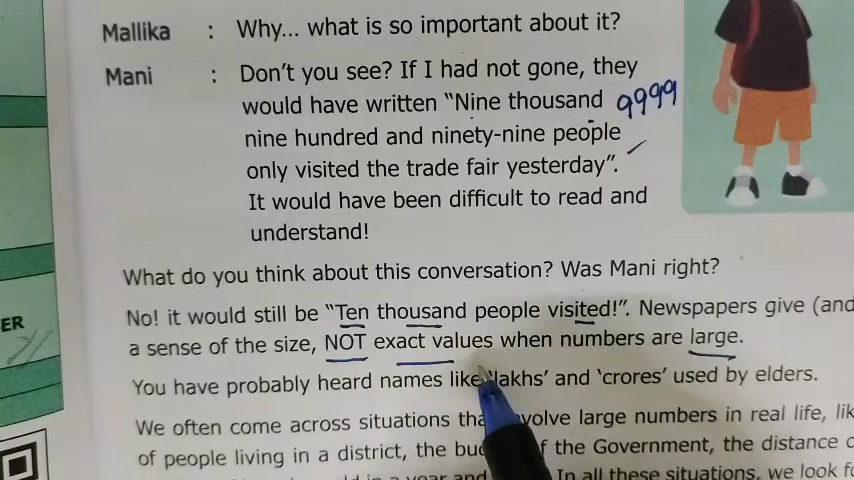 Mallika : Why... what is so important about it?
Mani : Don't you see? If I had not gone, they
would have written "Nine thousand 9999
nine hundred and ninety-nine people
only visited the trade fair yesterday".
It would have been difficult to read and
understand!
What do you think about this conversation? Was Mani right?
No! it would still be "Ten thousand people visited!". Newspapers give (and
a sense of the size, NOT exact values when numbers are large.
ER
You have probably heard names like 'lakhs' and 'crores' used by elders.
We often come across situations large numbers in real life,
of people living in a district, the the Government, the distance
in a year and In all these situations, we look